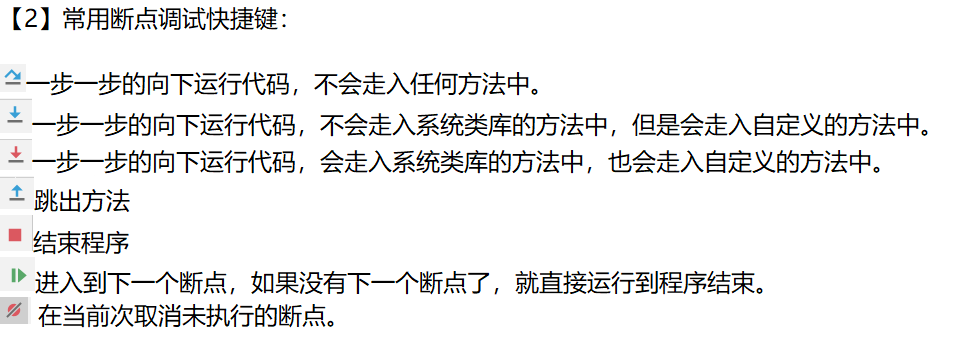 【2】常用断点调试快捷键：
一步一步的向下运行代码，不会走入任何方法中。
一步一步的向下运行代码，不会走入系统类库的方法中，但是会走入自定义的方法中。
一步一步的向下运行代码，会走入系统类库的方法中，也会走入自定义的方法中。
跳出方法
结束程序
进入到下一个断点，如果没有下一个断点了，就直接运行到程序结束。
在当前次取消未执行的断点。